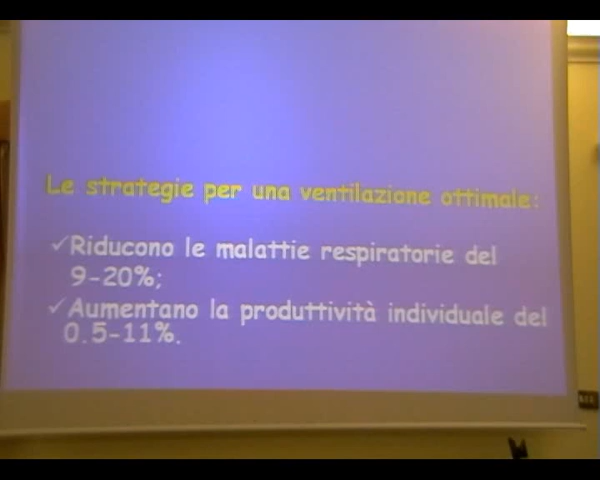 Le strategie per una ventilazione ottimale:
✓Riducono le malattie respiratorie del
9-20%;
✓Aumentano la produttività individuale del
0.5-11%.